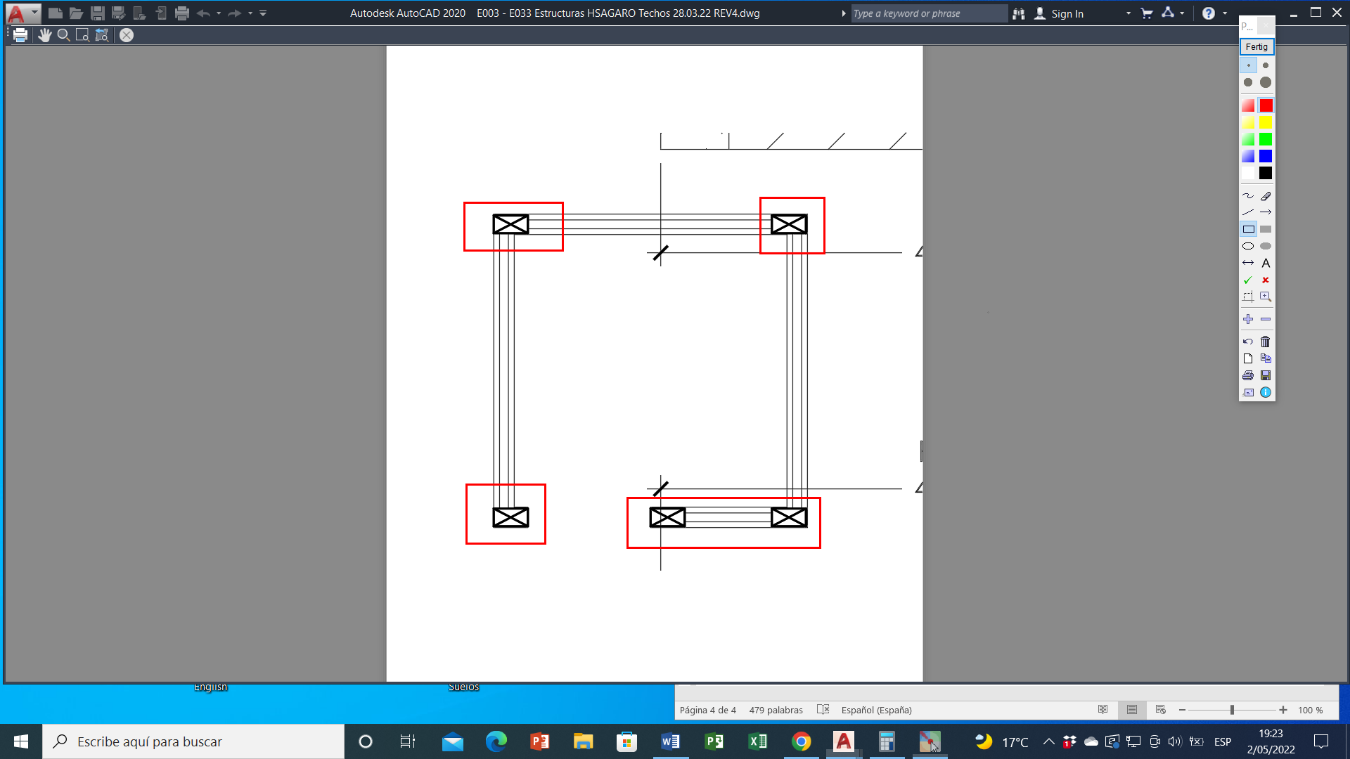 Autodesk AutoCAD 2020 E003 - E033 Estructuras HSAGARO Techos 28.03.22 REV4.dwg
Type a keyword or phrase
Sign In
P...
Fertig
A
English
Suelos
Página 4 de 4 479 palabras Español (España)
100 %
Escribe aquí para buscar
17°C
ESP
19:23
2/05/2022